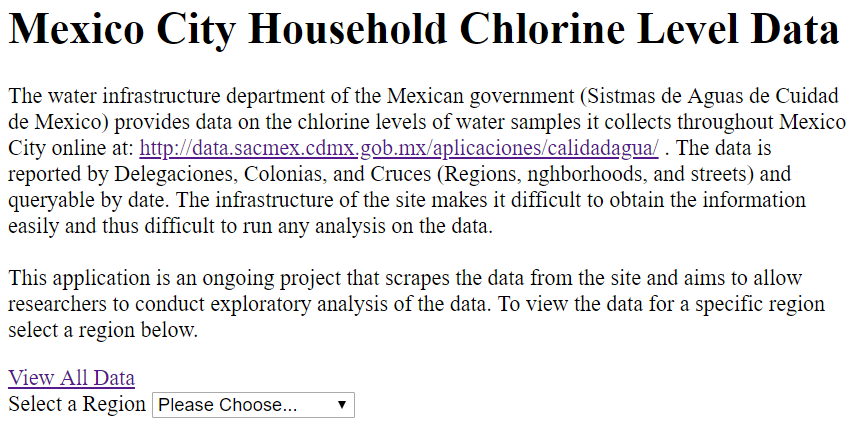 Mexico City Household Chlorine Level Data
The water infrastructure department of the Mexican government (Sistmas de Aguas de Cuidad
de Mexico) provides data on the chlorine levels of water samples it collects throughout Mexico
City online at: http://data.sacmex.cdmx.gob.mx/aplicaciones/calidadagua/ . The data is
reported by Delegaciones, Colonias, and Cruces (Regions, nghborhoods, and streets) and
queryable by date. The infrastructure of the site makes it difficult to obtain the information
easily and thus difficult to run any analysis on the data.
This application is an ongoing project that scrapes the data from the site and aims to allow
researchers to conduct exploratory analysis of the data. To view the data for a specific region
select a region below.
View All Data
Select a Region Please Choose...